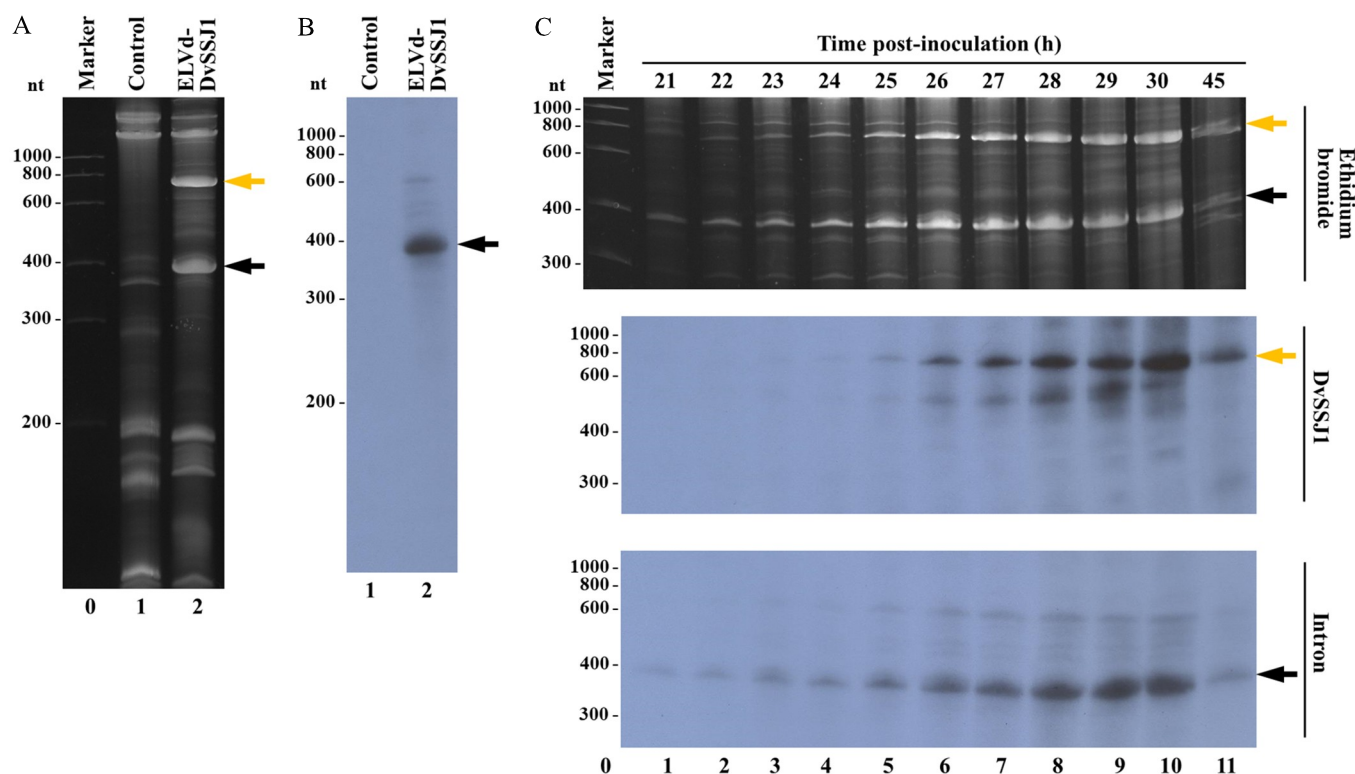 A
Marker
Control
ELVd-
DvSSJ1
nt
1000 -
800 -
600 -
400 -
300 -
200 -
0 1 2
B
Control
ELVd-
DvSSJ1
nt
1000 -
800 -
600 -
400 -
300 -
200 -
1 2
C
Marker
Time post-inoculation (h)
nt 21 22 23 24 25 26 27 28 29 30 45
1000 -
800 -
600 -
400 -
300 -
Ethidium
bromide
1000 -
800 -
600 -
400 -
300 -
DvSSJ1
1000 -
800 -
600 -
400 -
300 -
Intron
0 1 2 3 4 5 6 7 8 9 10 11